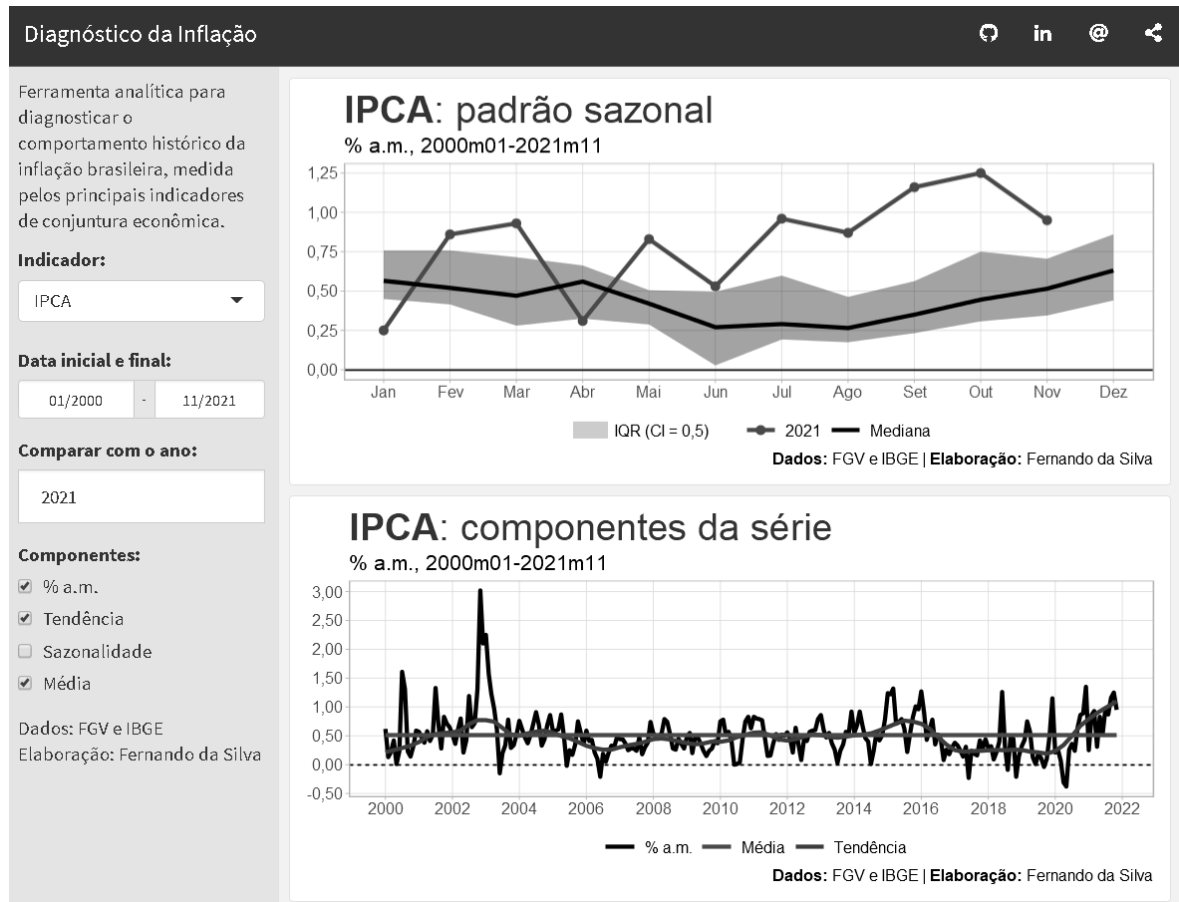 Diagnóstico da Inflação
in @
Ferramenta analítica para
diagnosticar o
comportamento histórico da
inflação brasileira, medida
pelos principais indicadores
de conjuntura econômica.
Indicador:
IPCA
Data inicial e final:
01/2000 - 11/2021
Comparar com o ano:
2021
Componentes:
% a.m.
Tendência
Sazonalidade
Média
Dados: FGV e IBGE
Elaboração: Fernando da Silva
IPCA: padrão sazonal
% a.m., 2000m01-2021m11
1,25
1,00
0,75
0,50
0,25
0,00
Jan Fev Mar Abr Mai Jun Jul Ago Set Out Nov Dez
IQR (CI = 0,5) 2021 Mediana
Dados: FGV e IBGE | Elaboração: Fernando da Silva
IPCA: componentes da série
% a.m., 2000m01-2021m11
3,00
2,50
2,00
1,50
1,00
0,50
0,00
-0,50
2000 2002 2004 2006 2008 2010 2012 2014 2016 2018 2020 2022
% a.m. Média Tendência
Dados: FGV e IBGE | Elaboração: Fernando da Silva